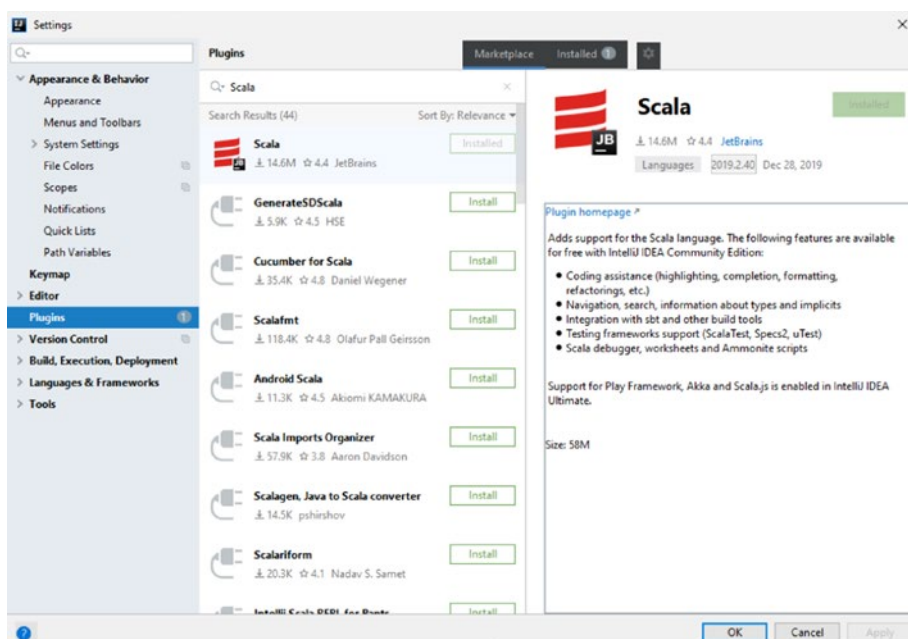 Settings
Appearance & Behavior
Appearance
Menus and Toolbars
System Settings
File Colors
Scopes
Notifications
Quick Lists
Path Variables
Keymap
Editor
Plugins 1
Version Control
Build, Execution, Deployment
Languages & Frameworks
Tools
Plugins
Marketplace
Installed 1
Scala
Search Results (44) Sort By: Relevance
Scala Installed
14.6M 4.4 JetBrains
GenerateSDScala Install
5.9K 4.5 HSE
Cucumber for Scala Install
35.4K 4.8 Daniel Wegener
Scalafmt Install
118.4K 4.8 Olafur Pall Geirsson
Android Scala Install
11.3K 4.5 Akiomi KAMAKURA
Scala Imports Organizer Install
57.9K 3.8 Aaron Davidson
Scalagen, Java to Scala converter Install
14.5K pshirshov
Scalariform Install
20.3K 4.1 Nadav S. Samet
Intellij Scala REPL for Pants Install
JB
Scala Installed
14.6M 4.4 JetBrains
Languages 2019.2.40 Dec 28, 2019
Plugin homepage
Adds support for the Scala language. The following features are available
for free with IntelliJ IDEA Community Edition:
• Coding assistance (highlighting, completion, formatting,
refactorings, etc.)
• Navigation, search, information about types and implicits
• Integration with sbt and other build tools
• Testing frameworks support (ScalaTest, Specs2, uTest)
• Scala debugger, worksheets and Ammonite scripts
Support for Play Framework, Akka and Scala.js is enabled in IntelliJ IDEA
Ultimate.
Size: 58M
? OK Cancel Apply